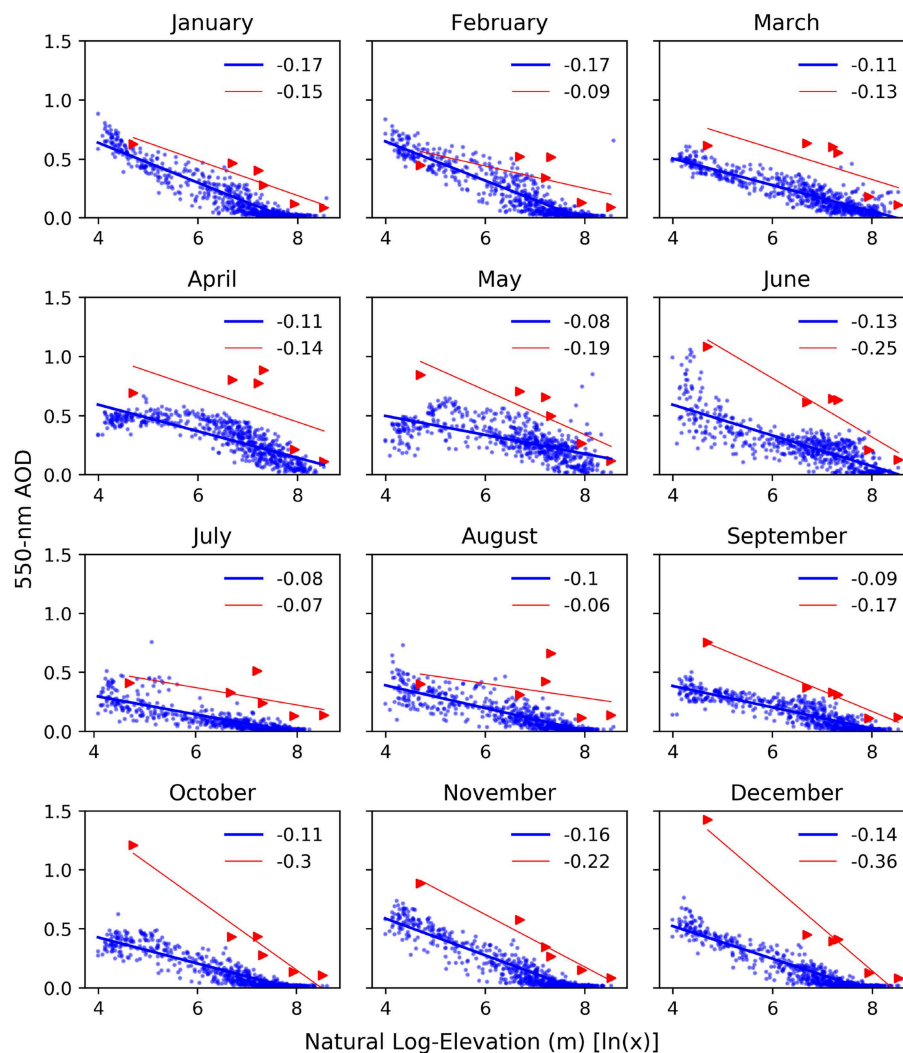 January February March
1.5 -0.17 -0.17 -0.11
-0.15 -0.09 -0.13
1.0
0.5
0.0
4 6 8 4 6 8 4 6 8
April May June
1.5 -0.11 -0.08 -0.13
-0.14 -0.19 -0.25
1.0
0.5
0.0
4 6 8 4 6 8 4 6 8
550-nm AOD
July August September
1.5 -0.08 -0.1 -0.09
-0.07 -0.06 -0.17
1.0
0.5
0.0
4 6 8 4 6 8 4 6 8
October November December
1.5 -0.11 -0.16 -0.14
-0.3 -0.22 -0.36
1.0
0.5
0.0
4 6 8 4 6 8 4 6 8
Natural Log-Elevation (m) [ln(x)]